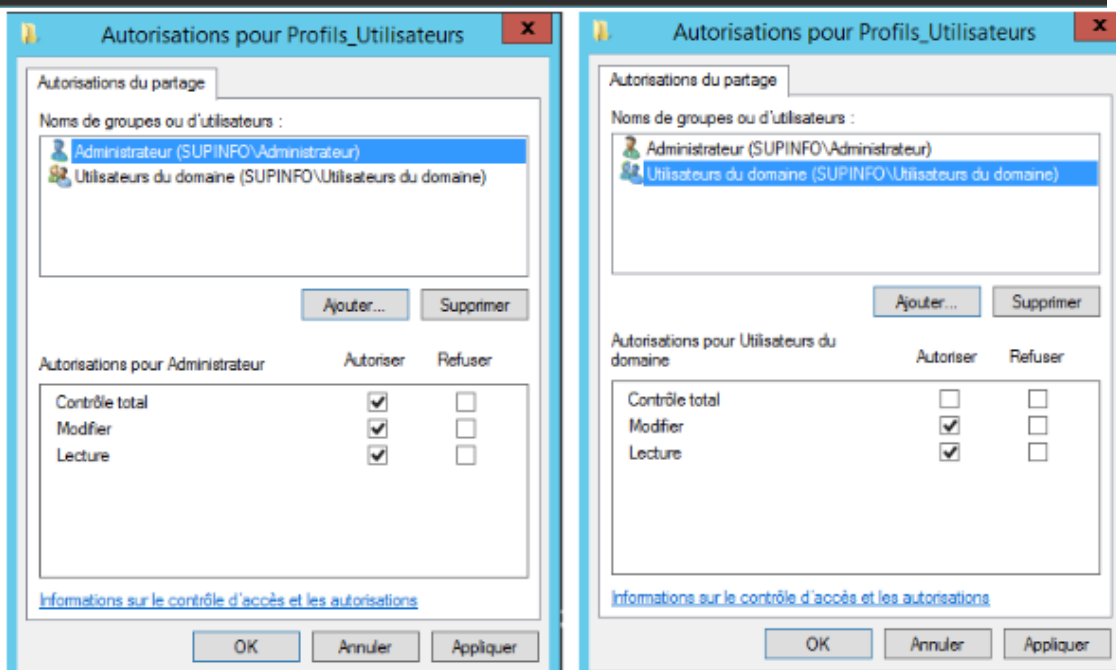 Autorisations pour Profils_Utilisateurs
x
Autorisations du partage
Noms de groupes ou d'utilisateurs :
Administrateur (SUPINFO\Administrateur)
Utilisateurs du domaine (SUPINFO\Utilisateurs du domaine)
Ajouter... Supprimer
Autorisations pour Administrateur Autoriser Refuser
Contrôle total
Modifier
Lecture
Informations sur le contrôle d'accès et les autorisations
OK Annuler Appliquer
Autorisations pour Profils_Utilisateurs
x
Autorisations du partage
Noms de groupes ou d'utilisateurs :
Administrateur (SUPINFO\Administrateur)
Utilisateurs du domaine (SUPINFO\Utilisateurs du domaine)
Ajouter... Supprimer
Autorisations pour Utilisateurs du
domaine Autoriser Refuser
Contrôle total
Modifier
Lecture
Informations sur le contrôle d'accès et les autorisations
OK Annuler Appliquer